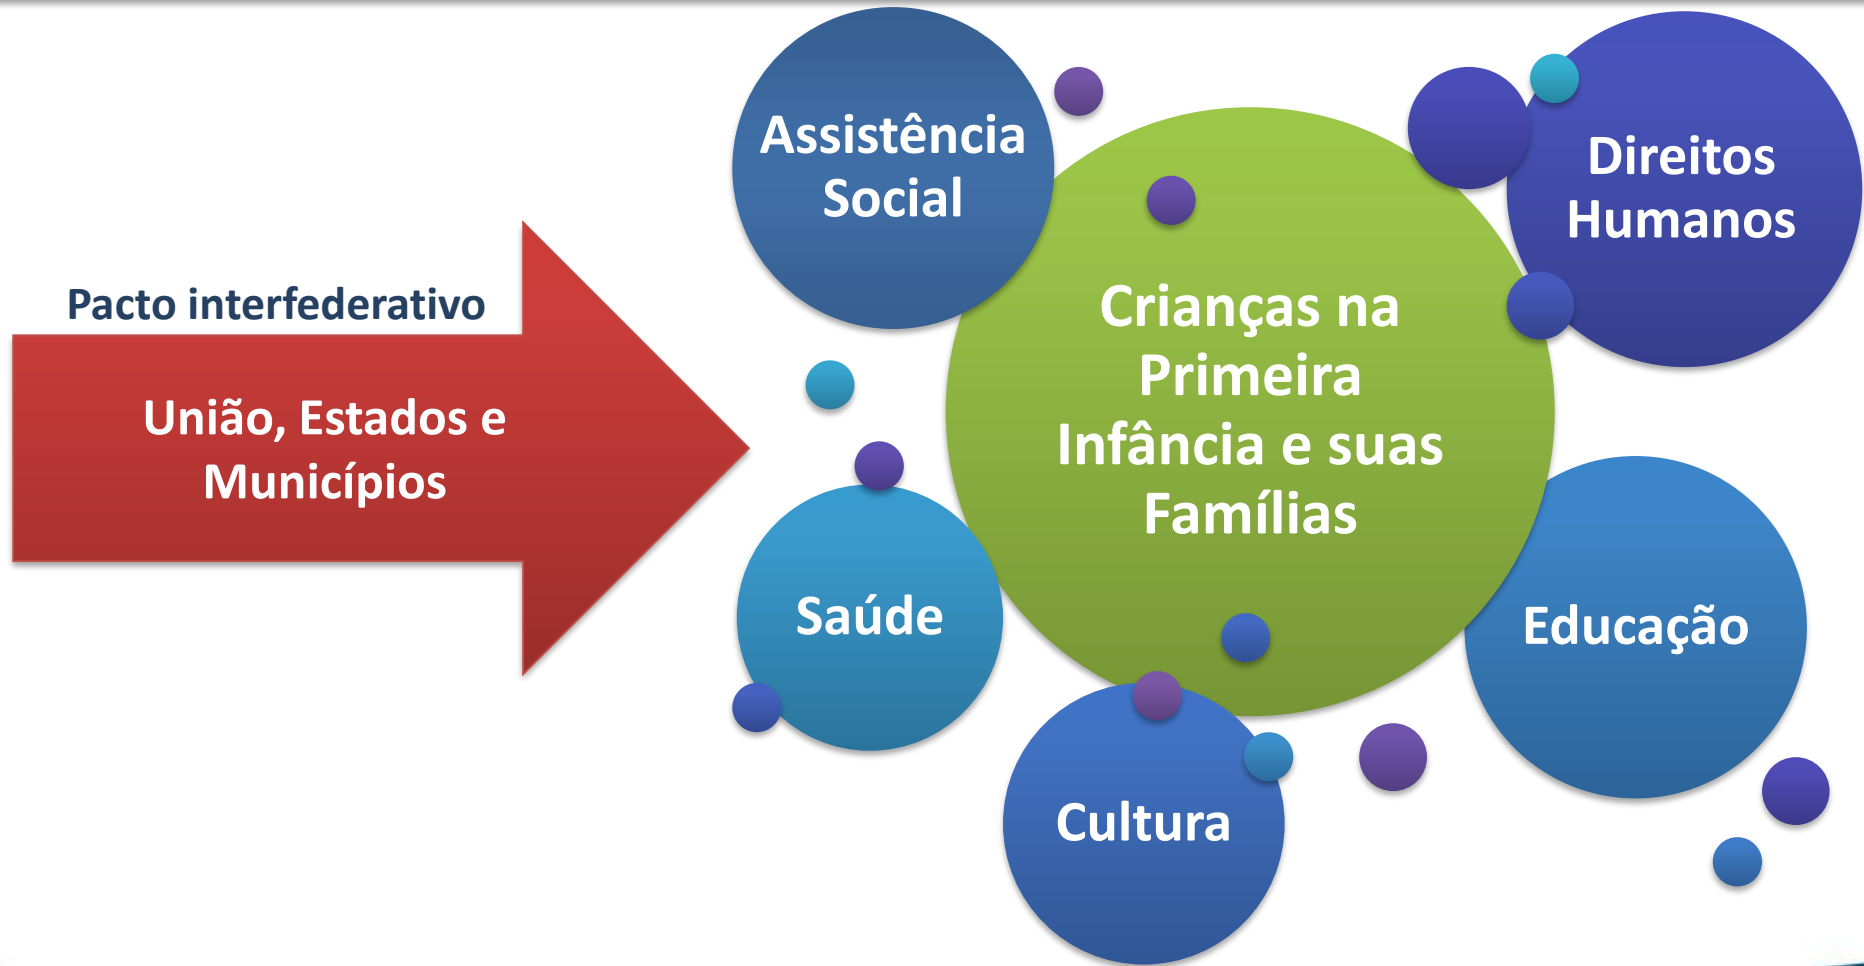 Pacto interfederativo
União, Estados e
Municípios
Assistência
Social
Crianças na
Primeira
Infância e suas
Famílias
Direitos
Humanos
Saúde
Educação
Cultura